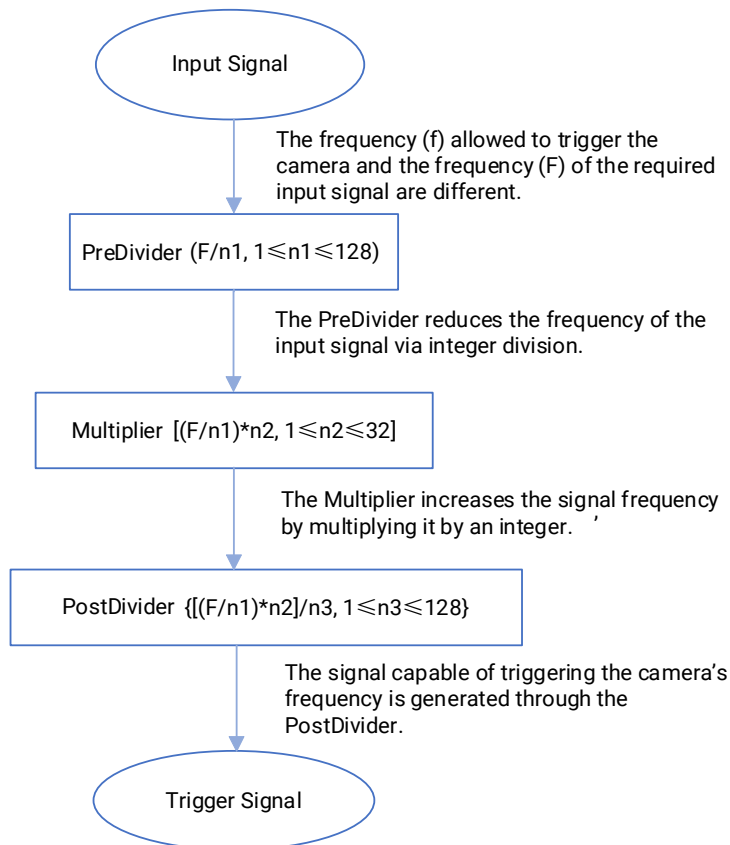 Input Signal
The frequency (f) allowed to trigger the
camera and the frequency (F) of the required
input signal are different.
PreDivider (F/n1, 1≤n1≤128)
The PreDivider reduces the frequency of the
input signal via integer division.
Multiplier [(F/n1)*n2, 1≤n2≤32]
The Multiplier increases the signal frequency
by multiplying it by an integer. ’
PostDivider {[(F/n1)*n2]/n3, 1≤n3≤128}
The signal capable of triggering the camera’s
frequency is generated through the
PostDivider.
Trigger Signal